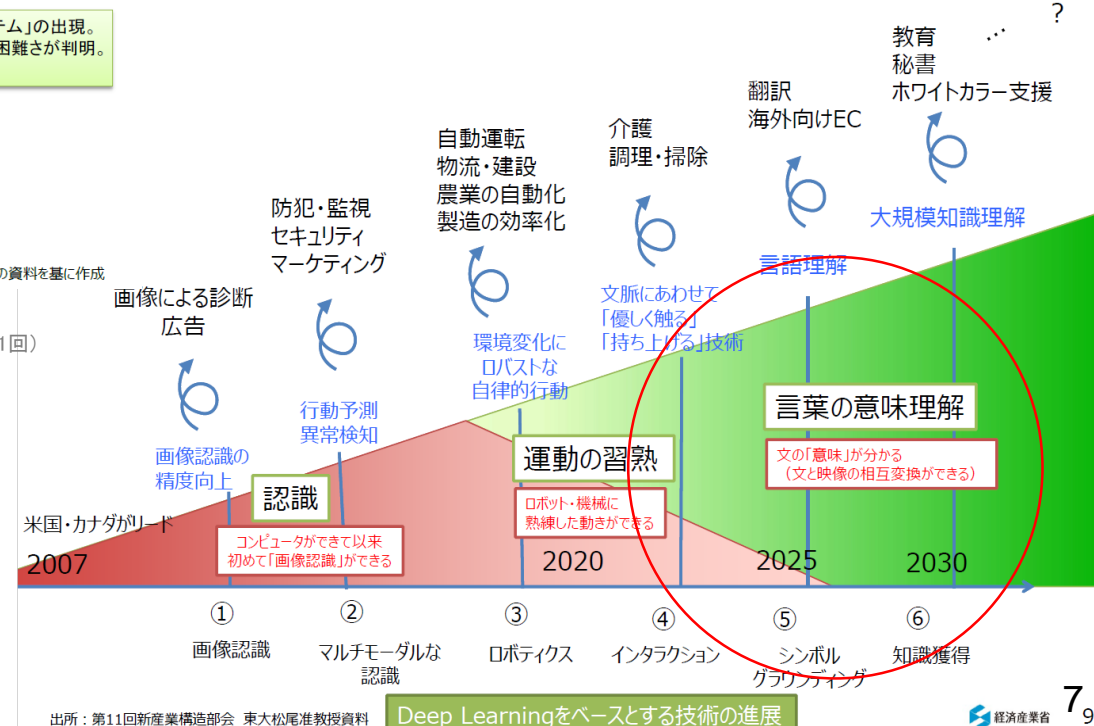 テム」の出現。
困難さが判明。
?
…
教育
秘書
ホワイトカラー支援
翻訳
海外向けEC
介護
調理・掃除
自動運転
物流・建設
農業の自動化
製造の効率化
防犯・監視
セキュリティ
マーケティング
の資料を基に作成
画像による診断
広告
1回）
大規模知識理解
言語理解
文脈にあわせて
「優しく触る」
「持ち上げる」技術
環境変化に
ロバストな
自律的行動
行動予測
異常検知
画像認識の
精度向上
言葉の意味理解
文の「意味」が分かる
（文と映像の相互変換ができる）
運動の習熟
ロボット・機械に
熟練した動きができる
認識
コンピュータができて以来
初めて「画像認識」ができる
米国・カナダがリード
2007
2020
2025
2030
①
画像認識
②
マルチモーダルな
認識
③
ロボティクス
④
インタラクション
⑤
シンボル
グラウンディング
⑥
知識獲得
出所：第11回新産業構造部会 東大松尾准教授資料
Deep Learningをベースとする技術の進展
経済産業省
7
9